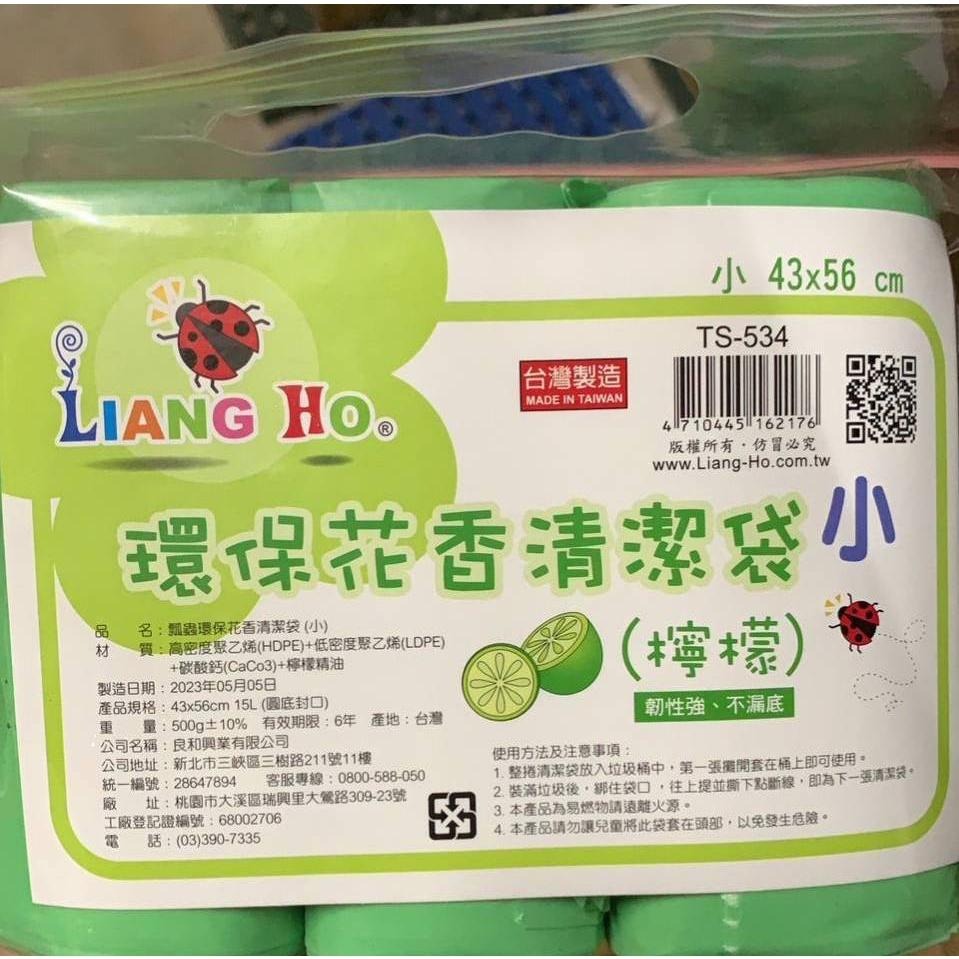 小 43x56 cm
LIANG HO®
TS-534
台灣製造
MADE IN TAIWAN
4 710445 162176
版權所有，仿冒必究
www.Liang-Ho.com.tw
環保花香清潔袋 小
（檸檬）
韌性強、不漏底
品 名：瓢蟲環保花香清潔袋 (小)
材 質：高密度聚乙烯(HDPE)+低密度聚乙烯(LDPE)
+碳酸鈣(CaCo3)+檸檬精油
製造日期：2023年05月05日
產品規格：43x56cm 15L (圓底封口)
重 量：500g±10% 有效期限：6年 產地：台灣
公司名稱：良和興業有限公司
公司地址：新北市三峽區三樹路211號11樓
統一編號：28647894 客服專線：0800-588-050
廠 址：桃園市大溪區瑞興里大鶯路309-23號
工廠登記證編號：68002706
電 話：(03)390-7335
使用方法及注意事項：
1. 整捲清潔袋放入垃圾桶中，第一張攤開套在桶上即可使用。
2. 裝滿垃圾後，綁住袋口，往上提並撕下點斷線，即為下一張清潔袋。
3. 本產品為易燃物請遠離火源。
4. 本產品請勿讓兒童將此袋套在頭部，以免發生危險。